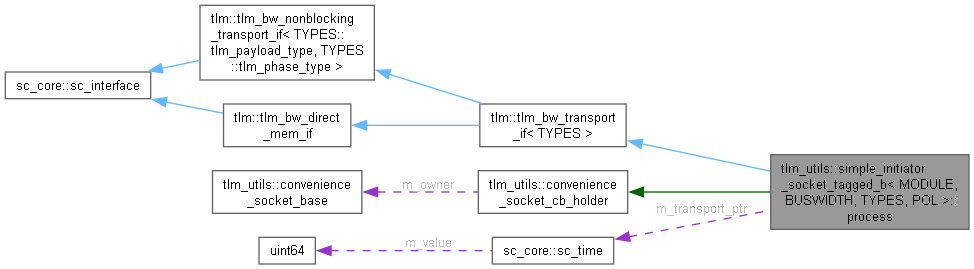 tlm::tlm_bw_nonblocking
_transport_if< TYPES::
tlm_payload_type, TYPES
::tlm_phase_type >
sc_core::sc_interface
tlm::tlm_bw_direct
_mem_if
tlm::tlm_bw_transport
_if< TYPES >
tlm_utils::simple_initiator
_socket_tagged_b< MODULE,
BUSWIDTH, TYPES, POL >::
process
tlm_utils::convenience
_socket_base
m_owner
tlm_utils::convenience
_socket_cb_holder
m_transport_ptr
uint64
m_value
sc_core::sc_time